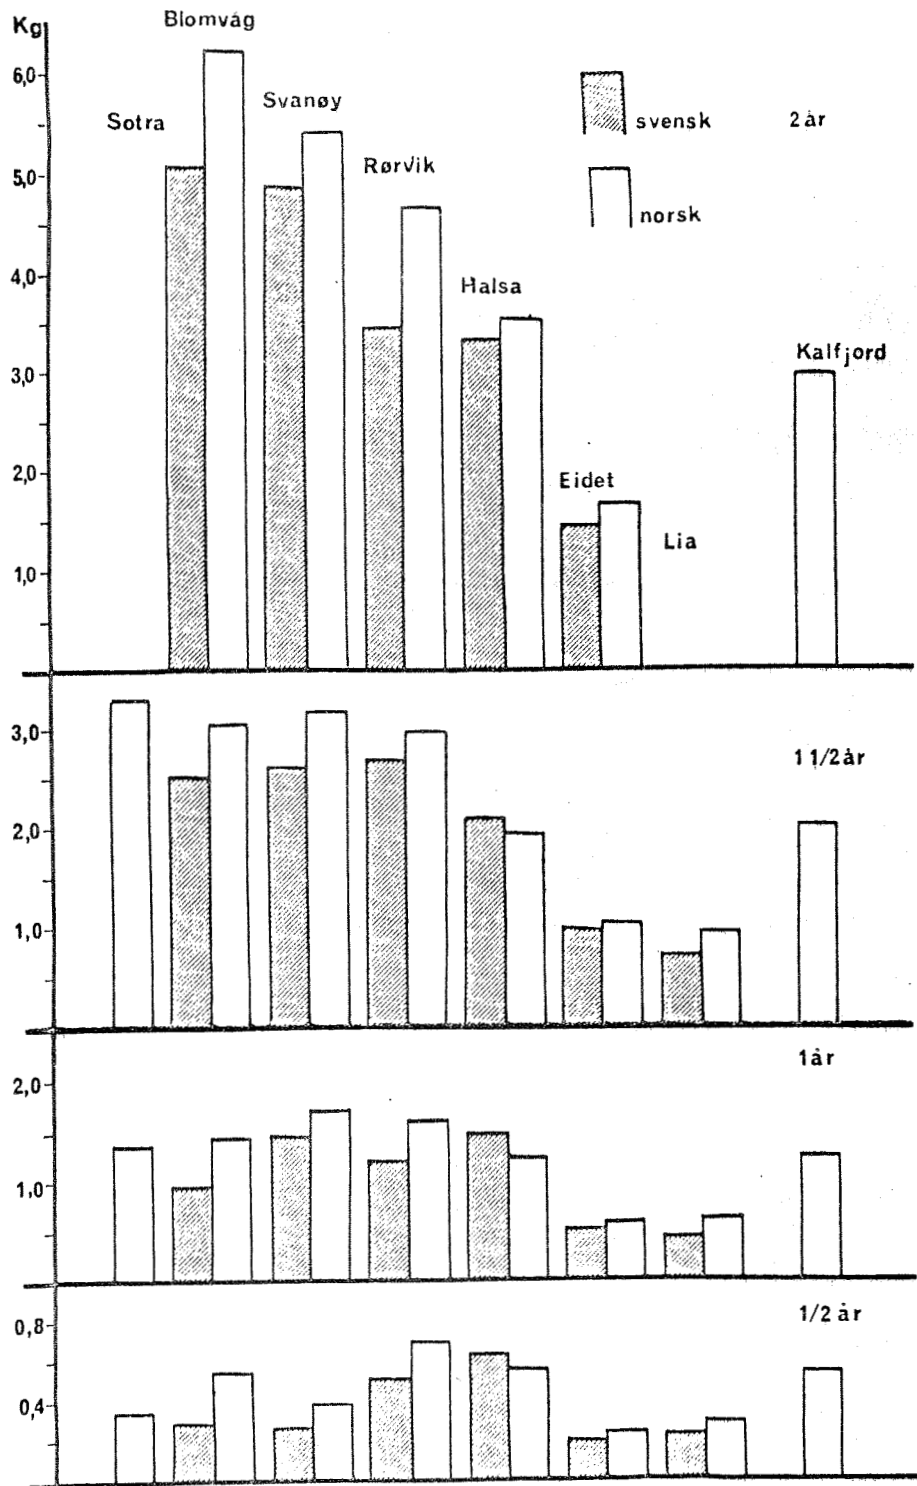 Kg
Blomvåg
6,0
Svanøy
Sotra
svensk
2 år
Rørvik
5,0
norsk
4,0
Halsa
Kalfjord
3,0
2,0
Eidet
Lia
1,0
3,0
1 1/2 år
2,0
1,0
1 år
2,0
1,0
1/2 år
0,8
0,4